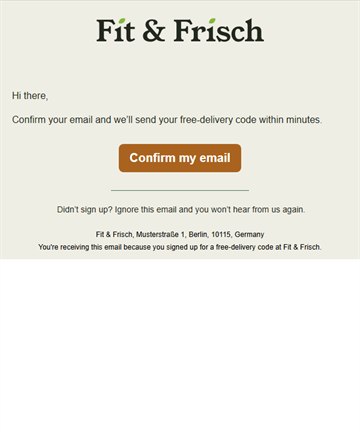 Fit & Frisch
Hi there,
Confirm your email and we'll send your free-delivery code within minutes.
Confirm my email
Didn't sign up? Ignore this email and you won't hear from us again.
Fit & Frisch, Musterstraße 1, Berlin, 10115, Germany
You're receiving this email because you signed up for a free-delivery code at Fit & Frisch.